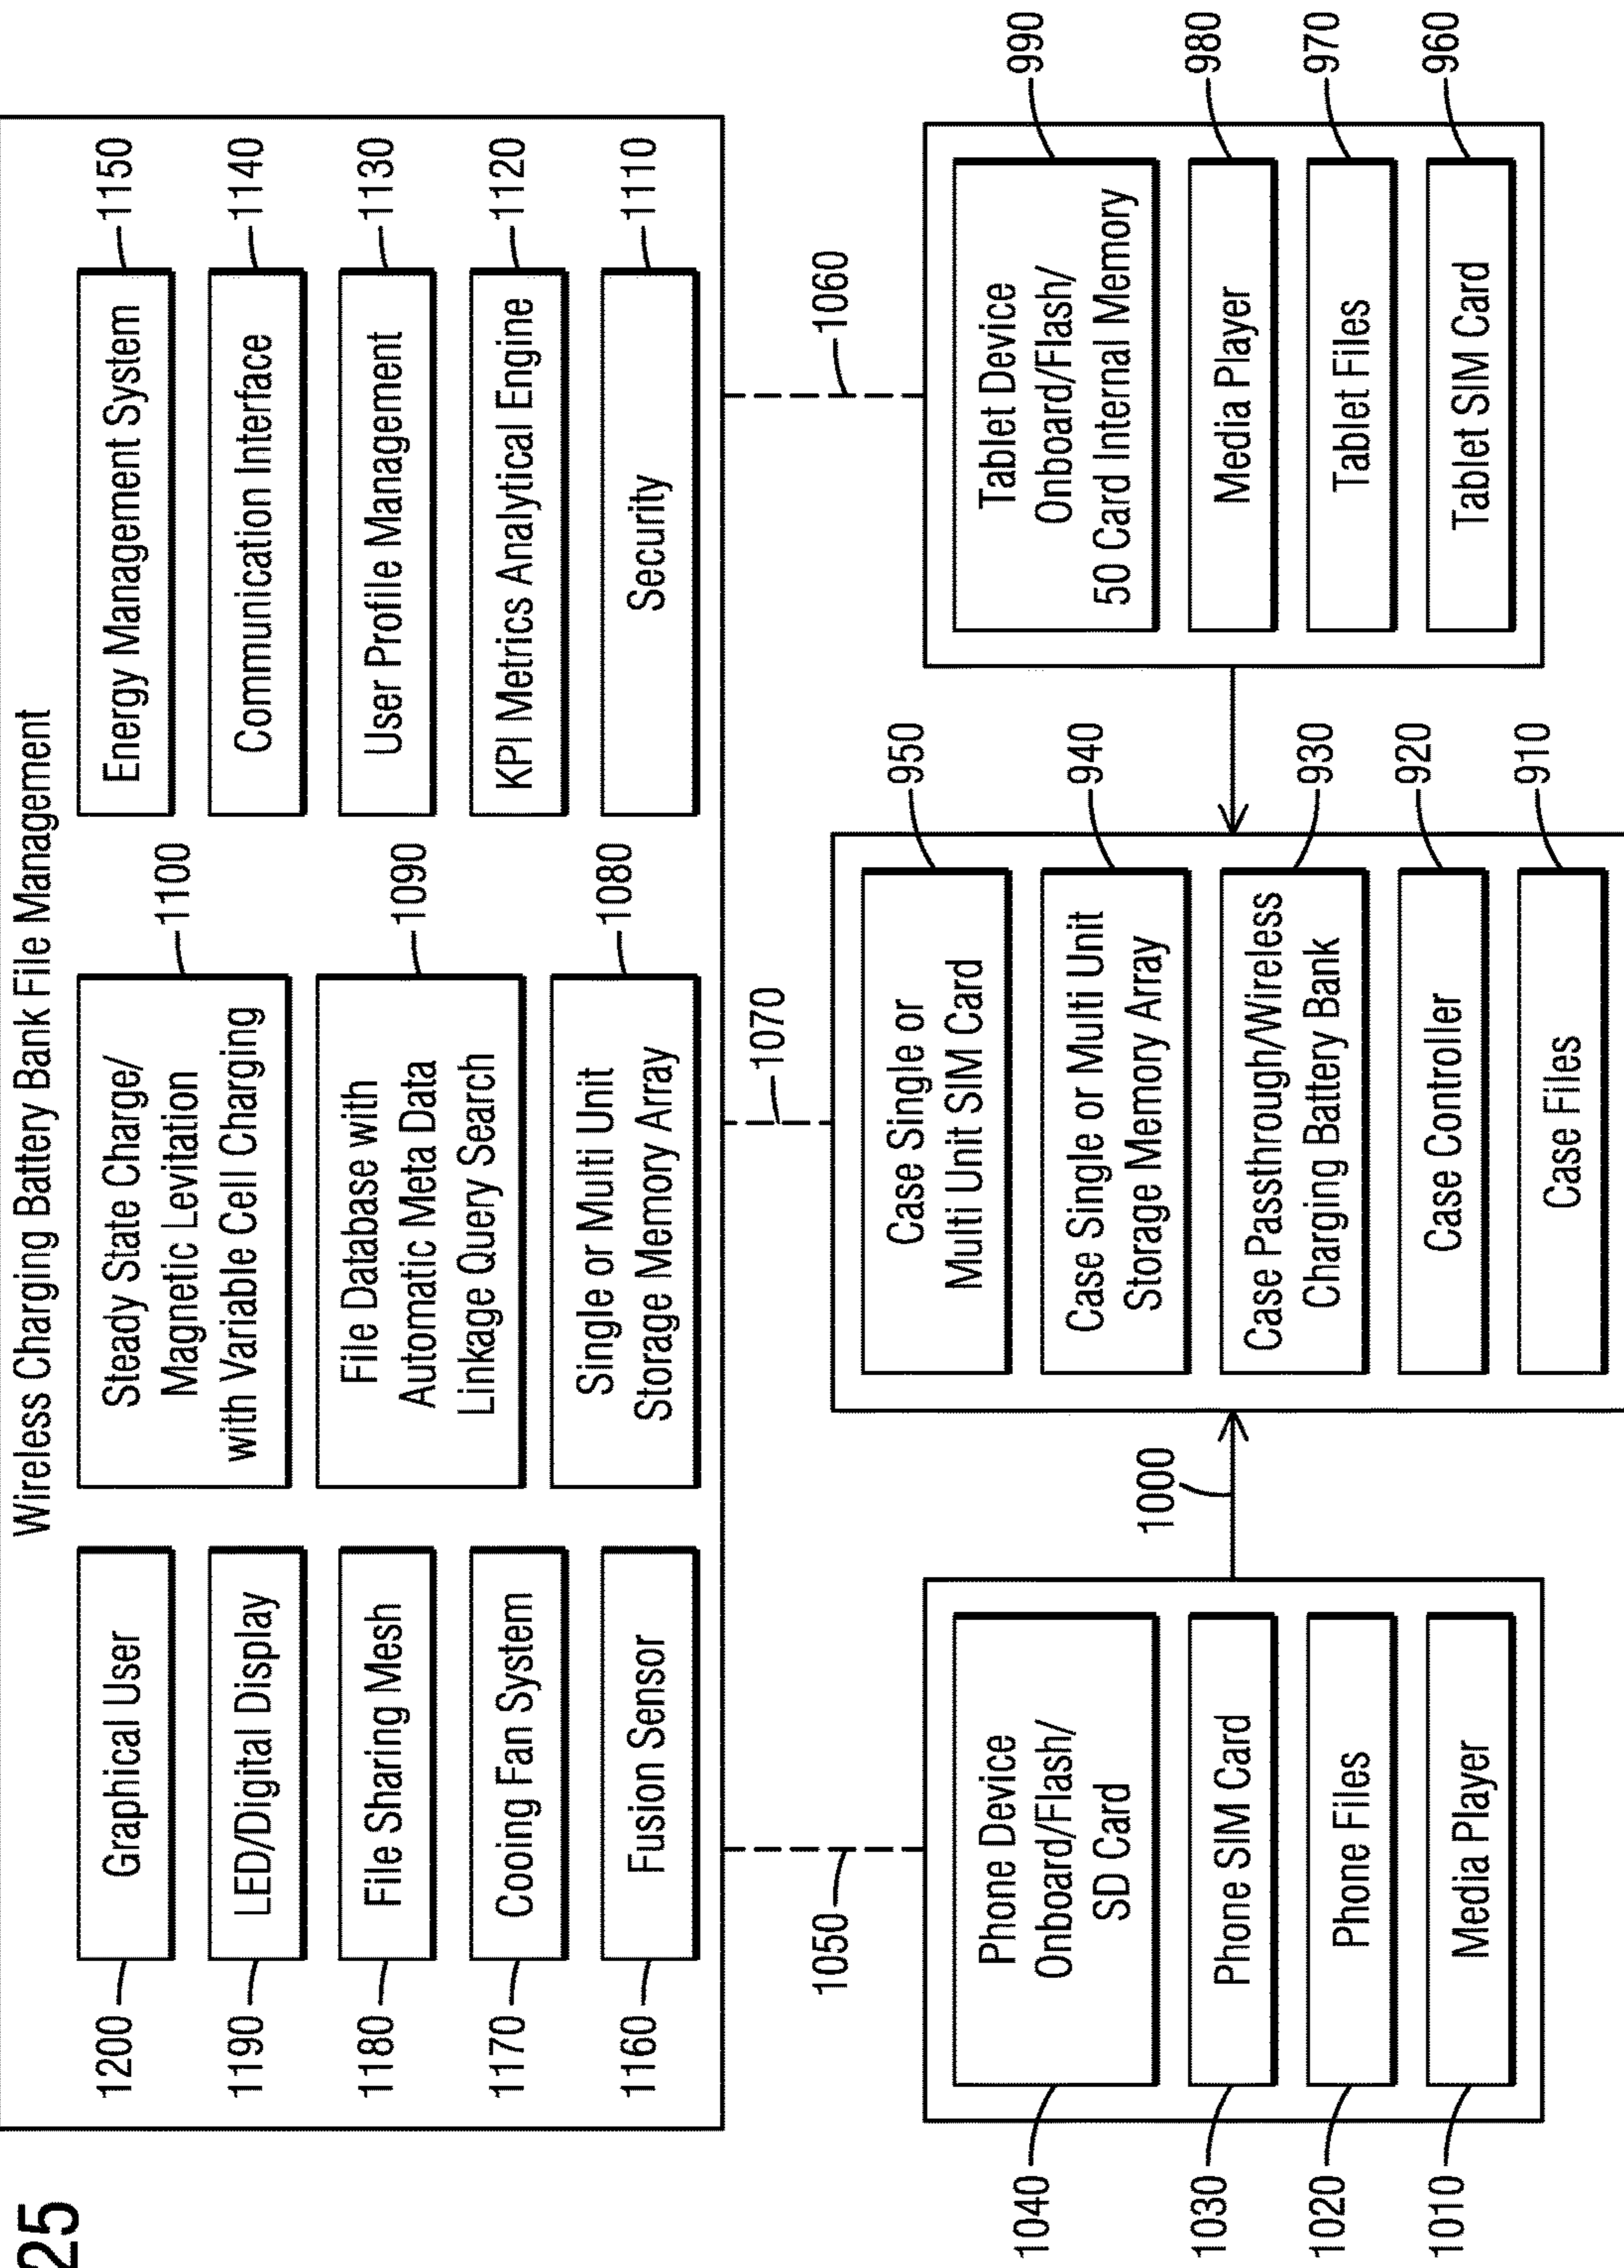 25
Wireless Charging Battery Bank File Management
1200
Graphical User
1190
LED/Digital Display
1180
File Sharing Mesh
1170
Cooing Fan System
1160
Fusion Sensor
1100
Steady State Charge/
Magnetic Levitation
with Variable Cell Charging
1090
File Database with
Automatic Meta Data
Linkage Query Search
1080
Single or Multi Unit
Storage Memory Array
1150
Energy Management System
1140
Communication Interface
1130
User Profile Management
1120
KPI Metrics Analytical Engine
1110
Security
1050
1070
1060
1040
Phone Device
Onboard/Flash/
SD Card
1030
Phone SIM Card
1020
Phone Files
1010
Media Player
1000
950
Case Single or
Multi Unit SIM Card
940
Case Single or Multi Unit
Storage Memory Array
930
Case Passthrough/Wireless
Charging Battery Bank
920
Case Controller
910
Case Files
990
Tablet Device
Onboard/Flash/
50 Card Internal Memory
980
Media Player
970
Tablet Files
960
Tablet SIM Card